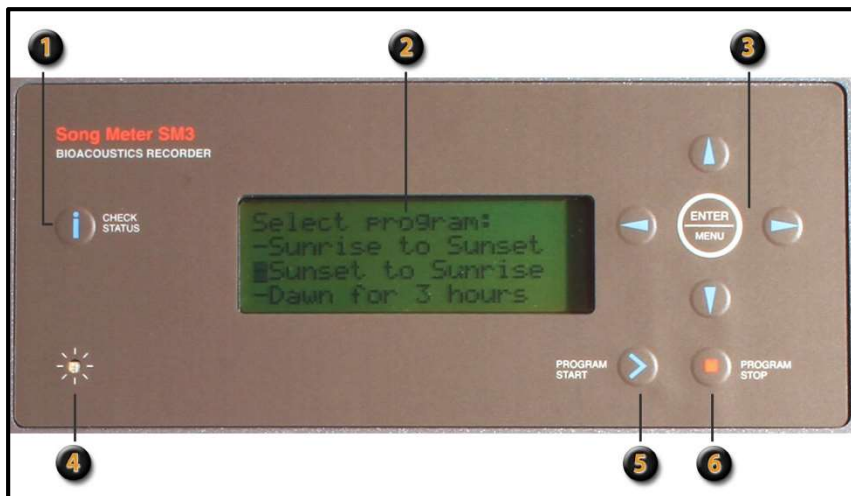 1
2
3
Song Meter SM3
BIOACOUSTICS RECORDER
i
CHECK
STATUS
Select program:
-Sunrise to Sunset
Sunset to Sunrise
-Dawn for 3 hours
ENTER
MENU
PROGRAM
START
PROGRAM
STOP
4
5
6